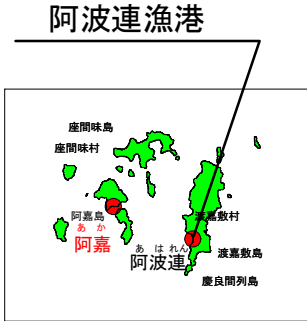 阿波連漁港
座間味島
座間味村
阿嘉島
あか
阿嘉
渡嘉敷村
あはれん
阿波連
渡嘉敷島
慶良間列島